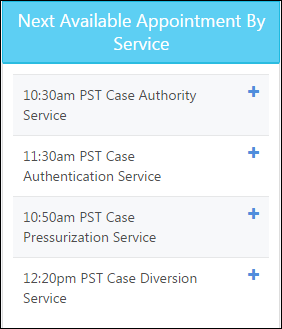 Next Available Appointment By
Service
10:30am PST Case Authority
Service
11:30am PST Case
Authentication Service
10:50am PST Case
Pressurization Service
12:20pm PST Case Diversion
Service